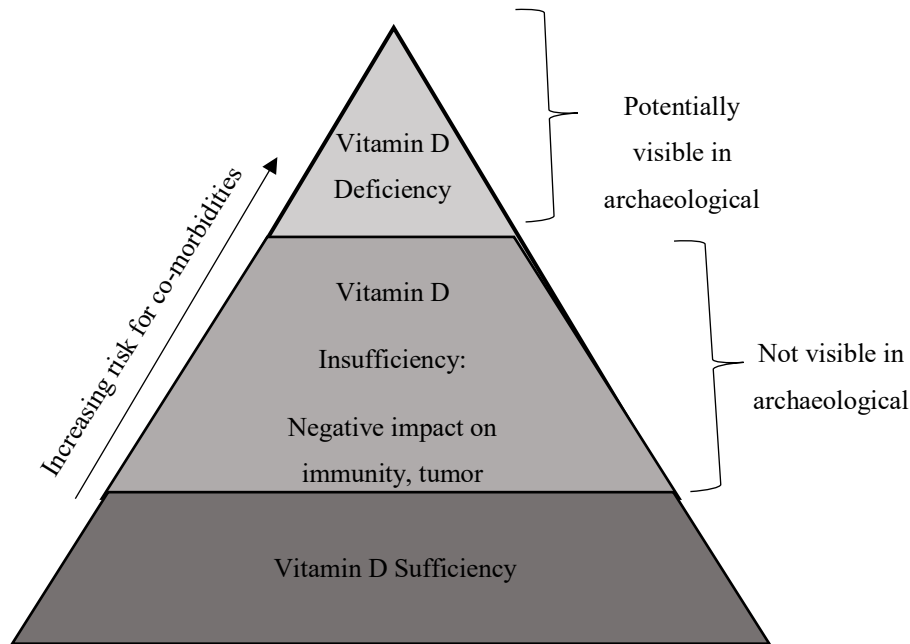 Vitamin D
Deficiency
Potentially
visible in
archaeological
Increasing risk for co-morbidities
Vitamin D
Insufficiency:
Negative impact on
immunity, tumor
Not visible in
archaeological
Vitamin D Sufficiency